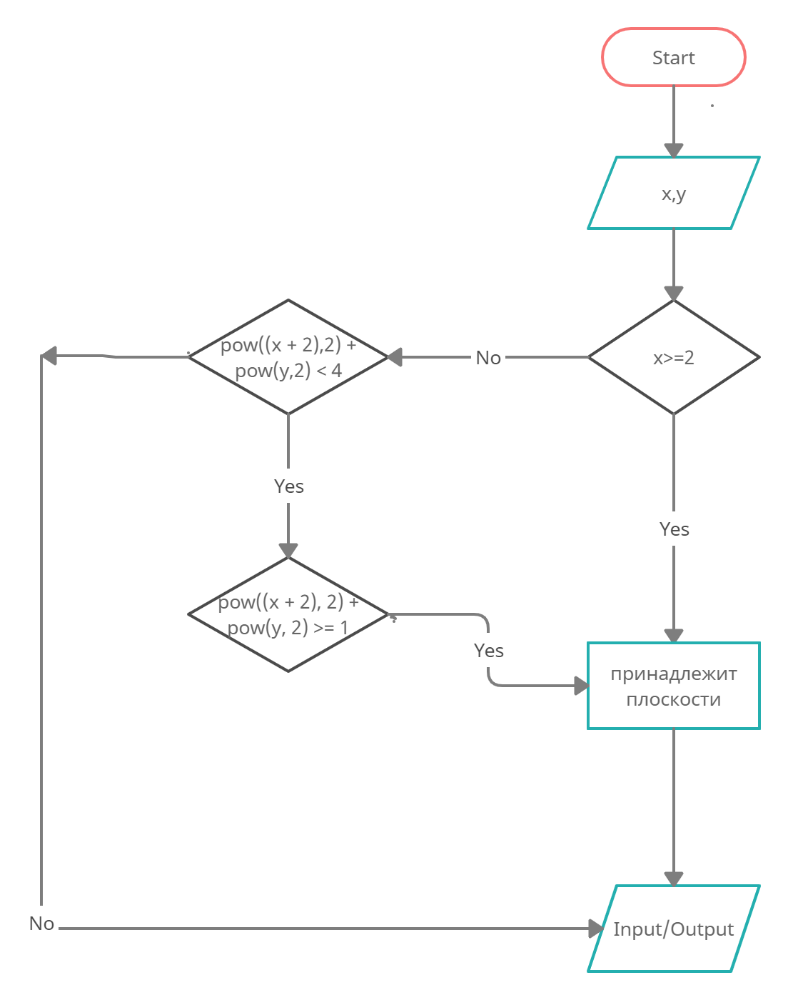 Start
x,y
x>=2
No
pow((x + 2),2) +
pow(y,2) < 4
Yes
Yes
pow((x + 2), 2) +
pow(y, 2) >= 1
Yes
принадлежит
плоскости
No
Input/Output